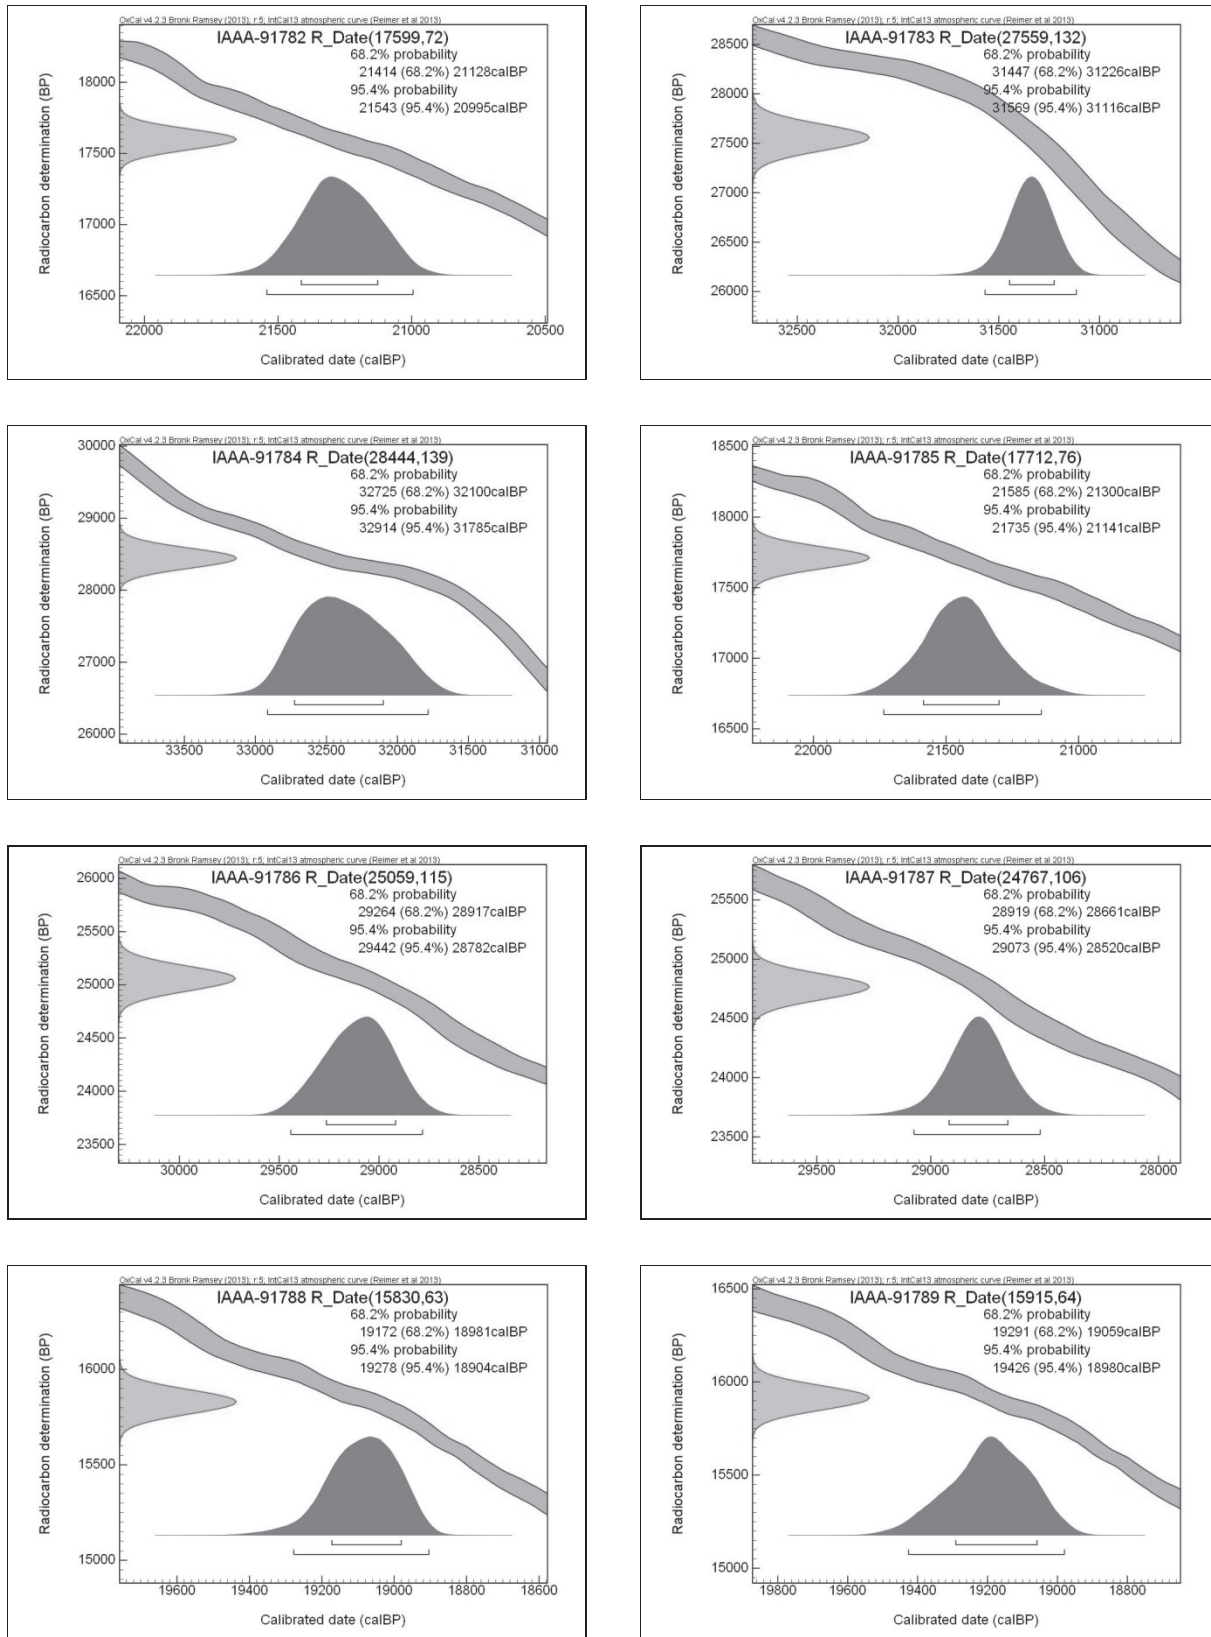 OxCal v4.2.3 Bronk Ramsey (2013); r:5; IntCal13 atmospheric curve (Reimer et al 2013)
IAAA-91782 R_Date(17599,72)
68.2% probability
21414 (68.2%) 21128calBP
95.4% probability
21543 (95.4%) 20995calBP
Radiocarbon determination (BP)
18000
17500
17000
16500
22000 21500 21000 20500
Calibrated date (calBP)
OxCal v4.2.3 Bronk Ramsey (2013); r:5; IntCal13 atmospheric curve (Reimer et al 2013)
IAAA-91783 R_Date(27559,132)
68.2% probability
31447 (68.2%) 31226calBP
95.4% probability
31569 (95.4%) 31116calBP
Radiocarbon determination (BP)
28500
28000
27500
27000
26500
26000
32500 32000 31500 31000
Calibrated date (calBP)
OxCal v4.2.3 Bronk Ramsey (2013); r:5; IntCal13 atmospheric curve (Reimer et al 2013)
IAAA-91784 R_Date(28444,139)
68.2% probability
32725 (68.2%) 32100calBP
95.4% probability
32914 (95.4%) 31785calBP
Radiocarbon determination (BP)
30000
29000
28000
27000
26000
33500 33000 32500 32000 31500 31000
Calibrated date (calBP)
OxCal v4.2.3 Bronk Ramsey (2013); r:5; IntCal13 atmospheric curve (Reimer et al 2013)
IAAA-91785 R_Date(17712,76)
68.2% probability
21585 (68.2%) 21300calBP
95.4% probability
21735 (95.4%) 21141calBP
Radiocarbon determination (BP)
18500
18000
17500
17000
16500
22000 21500 21000
Calibrated date (calBP)
OxCal v4.2.3 Bronk Ramsey (2013); r:5; IntCal13 atmospheric curve (Reimer et al 2013)
IAAA-91786 R_Date(25059,115)
68.2% probability
29264 (68.2%) 28917calBP
95.4% probability
29442 (95.4%) 28782calBP
Radiocarbon determination (BP)
26000
25500
25000
24500
24000
23500
30000 29500 29000 28500
Calibrated date (calBP)
OxCal v4.2.3 Bronk Ramsey (2013); r:5; IntCal13 atmospheric curve (Reimer et al 2013)
IAAA-91787 R_Date(24767,106)
68.2% probability
28919 (68.2%) 28661calBP
95.4% probability
29073 (95.4%) 28520calBP
Radiocarbon determination (BP)
25500
25000
24500
24000
23500
29500 29000 28500 28000
Calibrated date (calBP)
OxCal v4.2.3 Bronk Ramsey (2013); r:5; IntCal13 atmospheric curve (Reimer et al 2013)
IAAA-91788 R_Date(15830,63)
68.2% probability
19172 (68.2%) 18981calBP
95.4% probability
19278 (95.4%) 18904calBP
Radiocarbon determination (BP)
16000
15500
15000
19600 19400 19200 19000 18800 18600
Calibrated date (calBP)
OxCal v4.2.3 Bronk Ramsey (2013); r:5; IntCal13 atmospheric curve (Reimer et al 2013)
IAAA-91789 R_Date(15915,64)
68.2% probability
19291 (68.2%) 19059calBP
95.4% probability
19426 (95.4%) 18980calBP
Radiocarbon determination (BP)
16500
16000
15500
15000
19800 19600 19400 19200 19000 18800
Calibrated date (calBP)